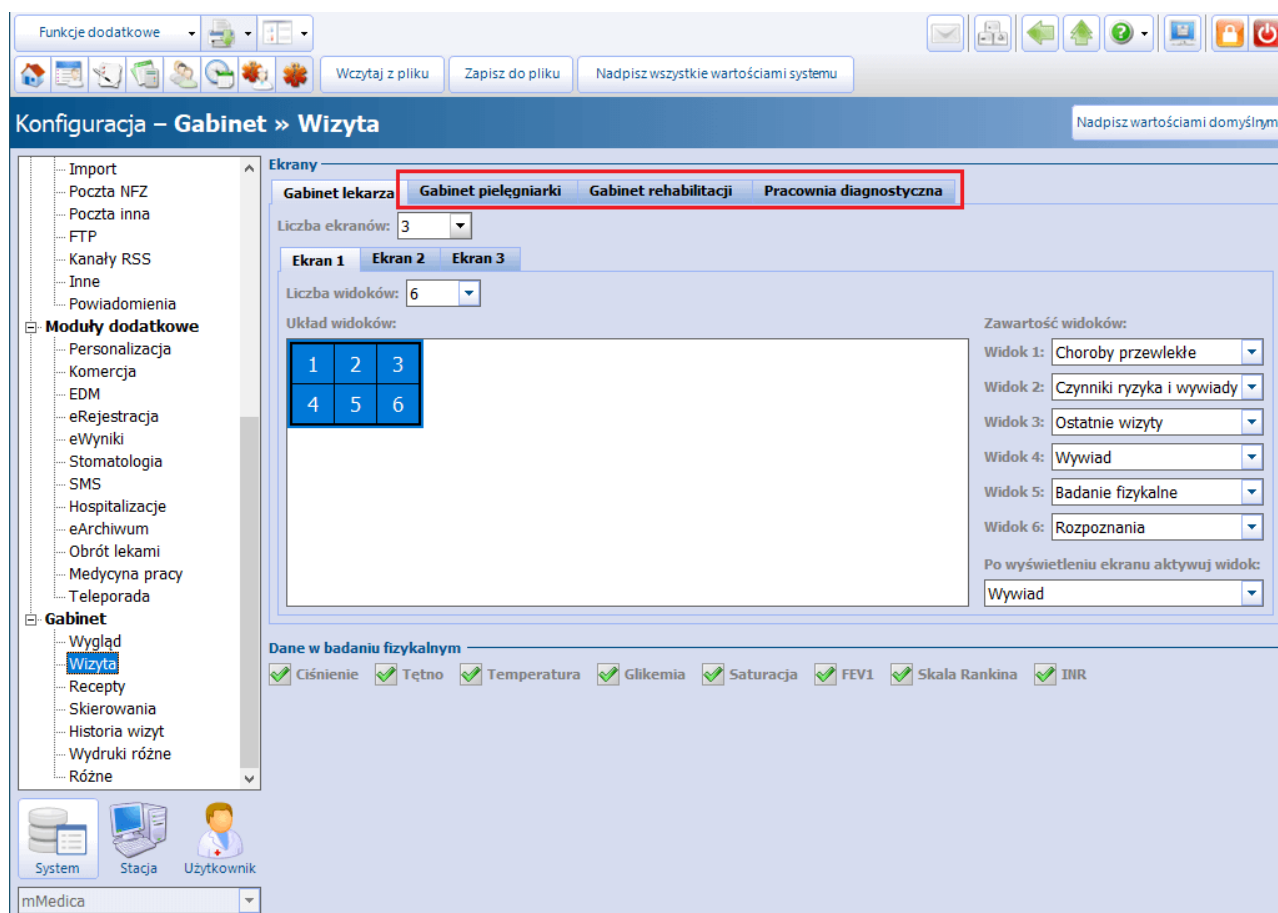 Funkcje dodatkowe
Wczytaj z pliku Zapisz do pliku Nadpisz wszystkie wartościami systemu
Konfiguracja – Gabinet » Wizyta Nadpisz wartościami domyślnym
Import
Poczta NFZ
Poczta inna
FTP
Kanały RSS
Inne
Powiadomienia
Moduły dodatkowe
Personalizacja
Komercja
EDM
eRejestracja
eWyniki
Stomatologia
SMS
Hospitalizacje
eArchiwum
Obrót lekami
Medycyna pracy
Teleporada
Gabinet
Wygląd
Wizyta
Recepty
Skierowania
Historia wizyt
Wydruki różne
Różne
System Stacja Użytkownik
mMedica
Ekrany
Gabinet lekarza Gabinet pielęgniarki Gabinet rehabilitacji Pracownia diagnostyczna
Liczba ekranów: 3
Ekran 1 Ekran 2 Ekran 3
Liczba widoków: 6
Układ widoków:
1 2 3
4 5 6
Zawartość widoków:
Widok 1: Choroby przewlekłe
Widok 2: Czynniki ryzyka i wywiady
Widok 3: Ostatnie wizyty
Widok 4: Wywiad
Widok 5: Badanie fizykalne
Widok 6: Rozpoznania
Po wyświetleniu ekranu aktywuj widok:
Wywiad
Dane w badaniu fizykalnym
Ciśnienie Tętno Temperatura Glikemia Saturacja FEV1 Skala Rankina INR